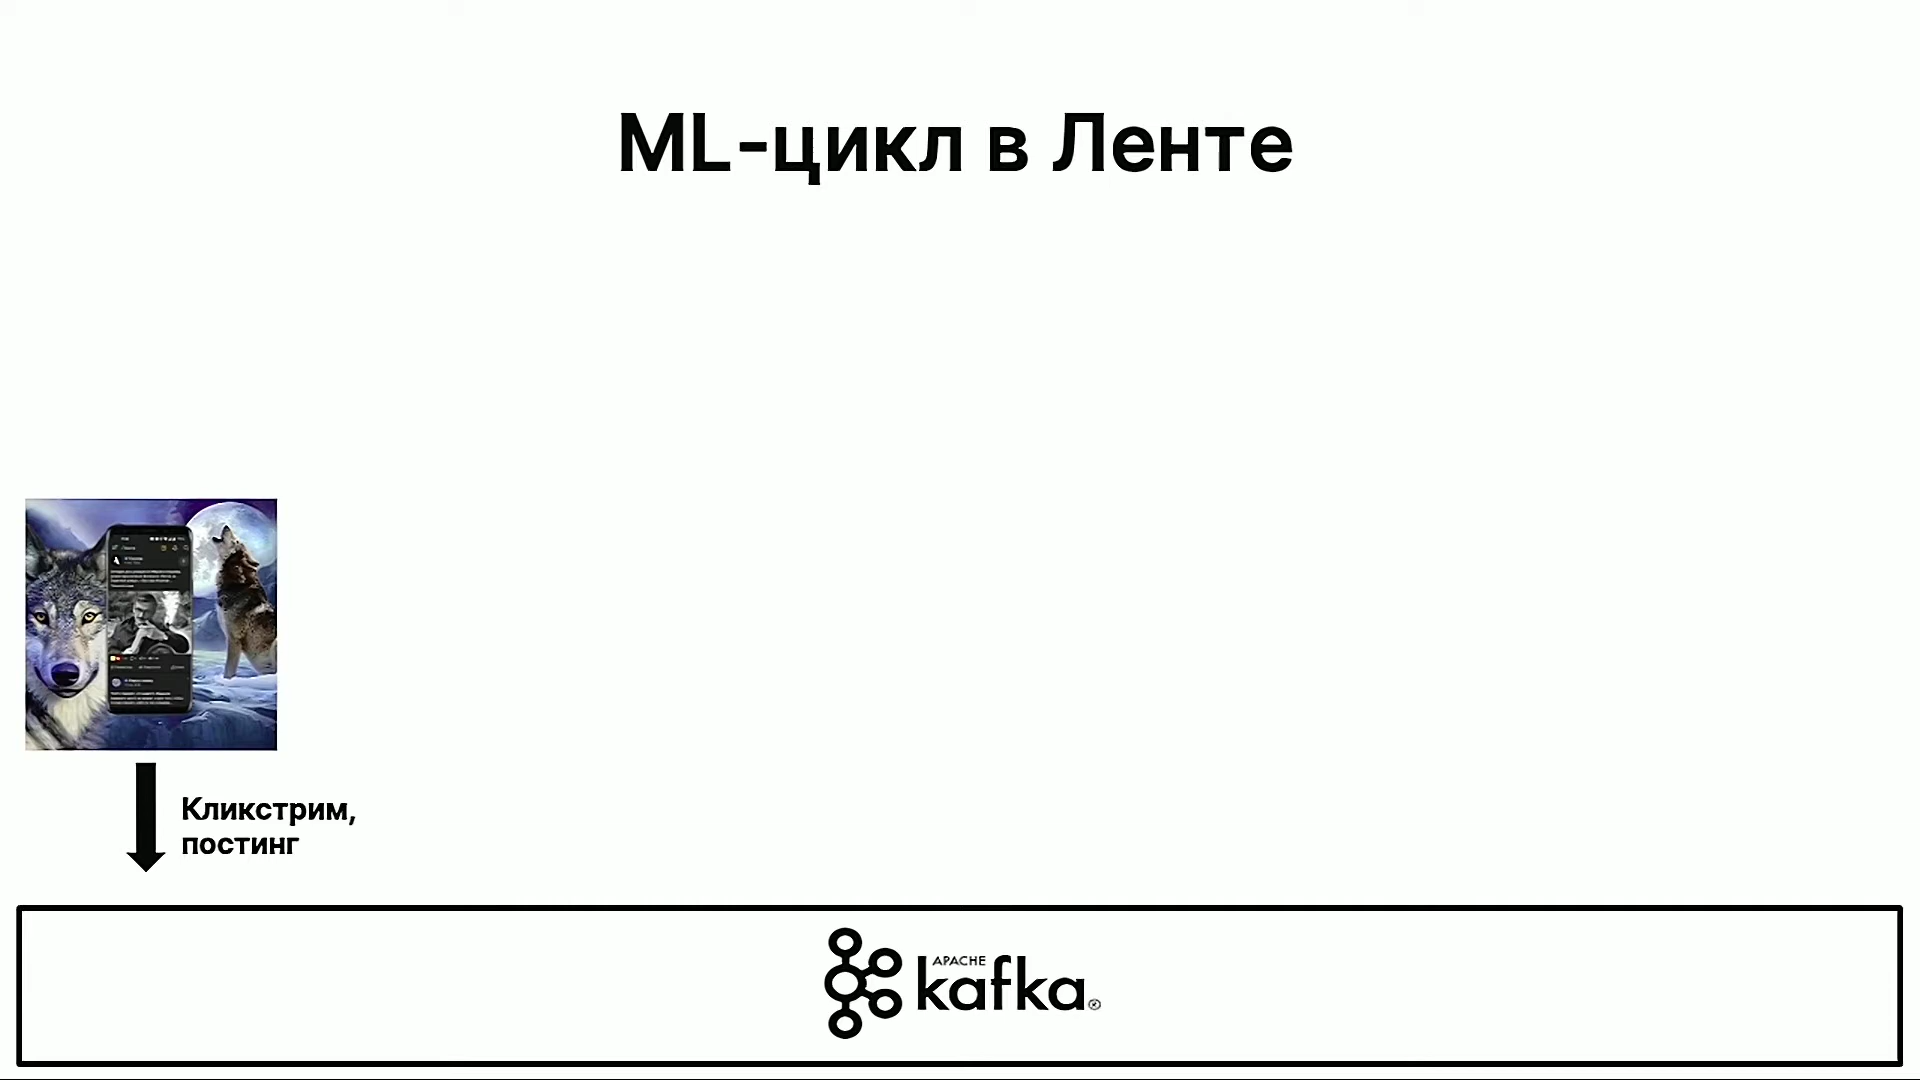 ML-цикл в Ленте
Кликстрим,
постинг
APACHE
kafka